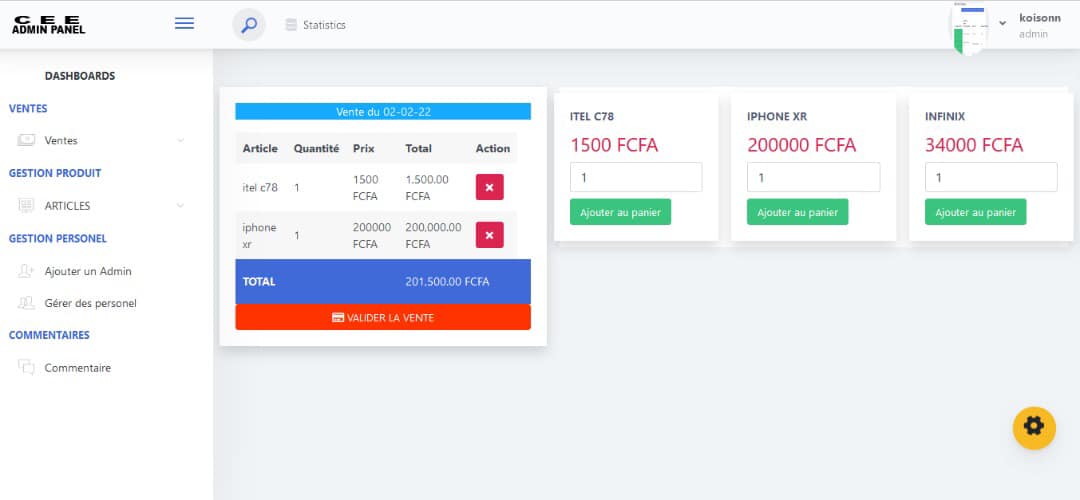 CEE
ADMIN PANEL
Statistics
koisonn
admin
DASHBOARDS
VENTES
Ventes
GESTION PRODUIT
ARTICLES
GESTION PERSONEL
Ajouter un Admin
Gérer des personel
COMMENTAIRES
Commentaire
Vente du 02-02-22
Article Quantité Prix Total Action
itel c78 1 1500 FCFA 1,500.00 FCFA
iphone xr 1 200000 FCFA 200,000.00 FCFA
TOTAL 201,500.00 FCFA
VALIDER LA VENTE
ITEL C78
1500 FCFA
1
Ajouter au panier
IPHONE XR
200000 FCFA
1
Ajouter au panier
INFINIX
34000 FCFA
1
Ajouter au panier